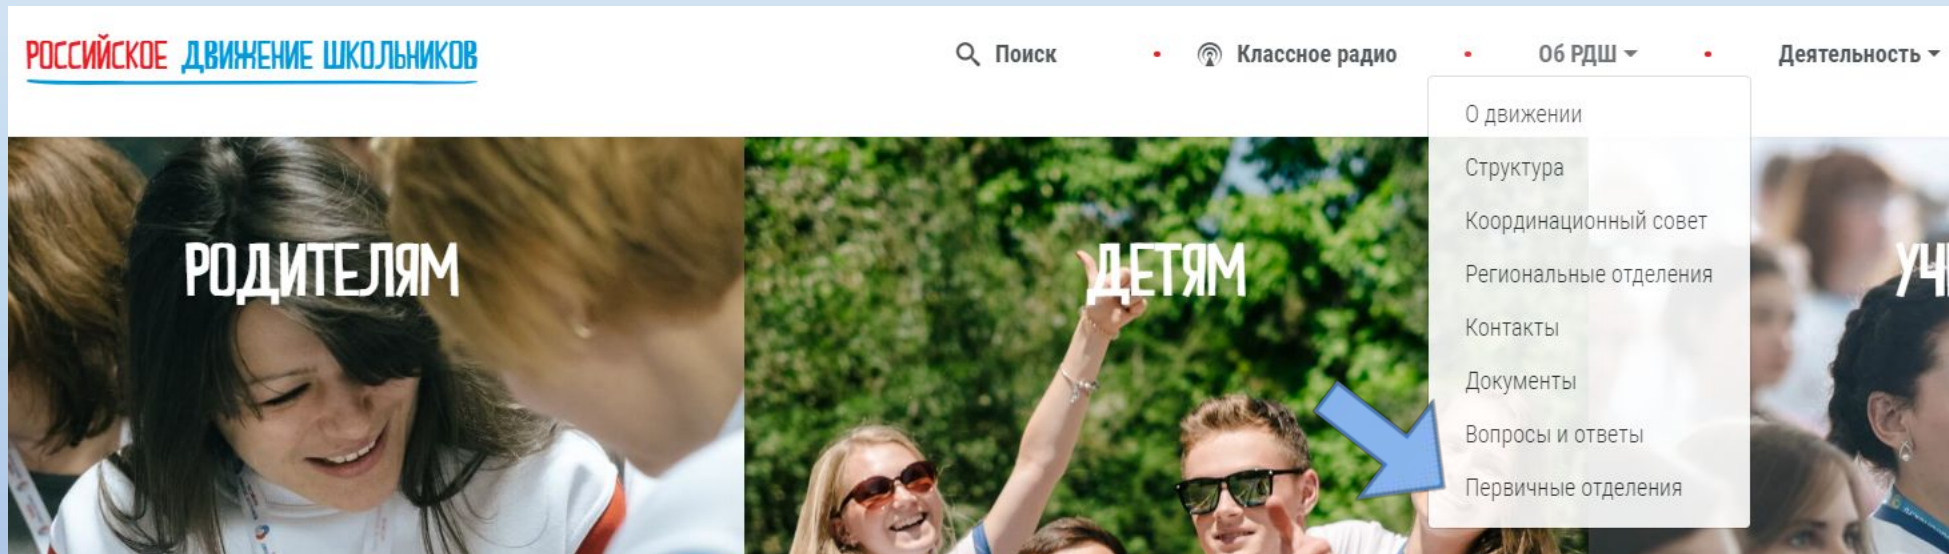 РОССИЙСКОЕ ДВИЖЕНИЕ ШКОЛЬНИКОВ
Поиск • Классное радио • Об РДШ • Деятельность
О движении
Структура
Координационный совет
Региональные отделения
Контакты
Документы
Вопросы и ответы
Первичные отделения
РОДИТЕЛЯМ
ДЕТЯМ